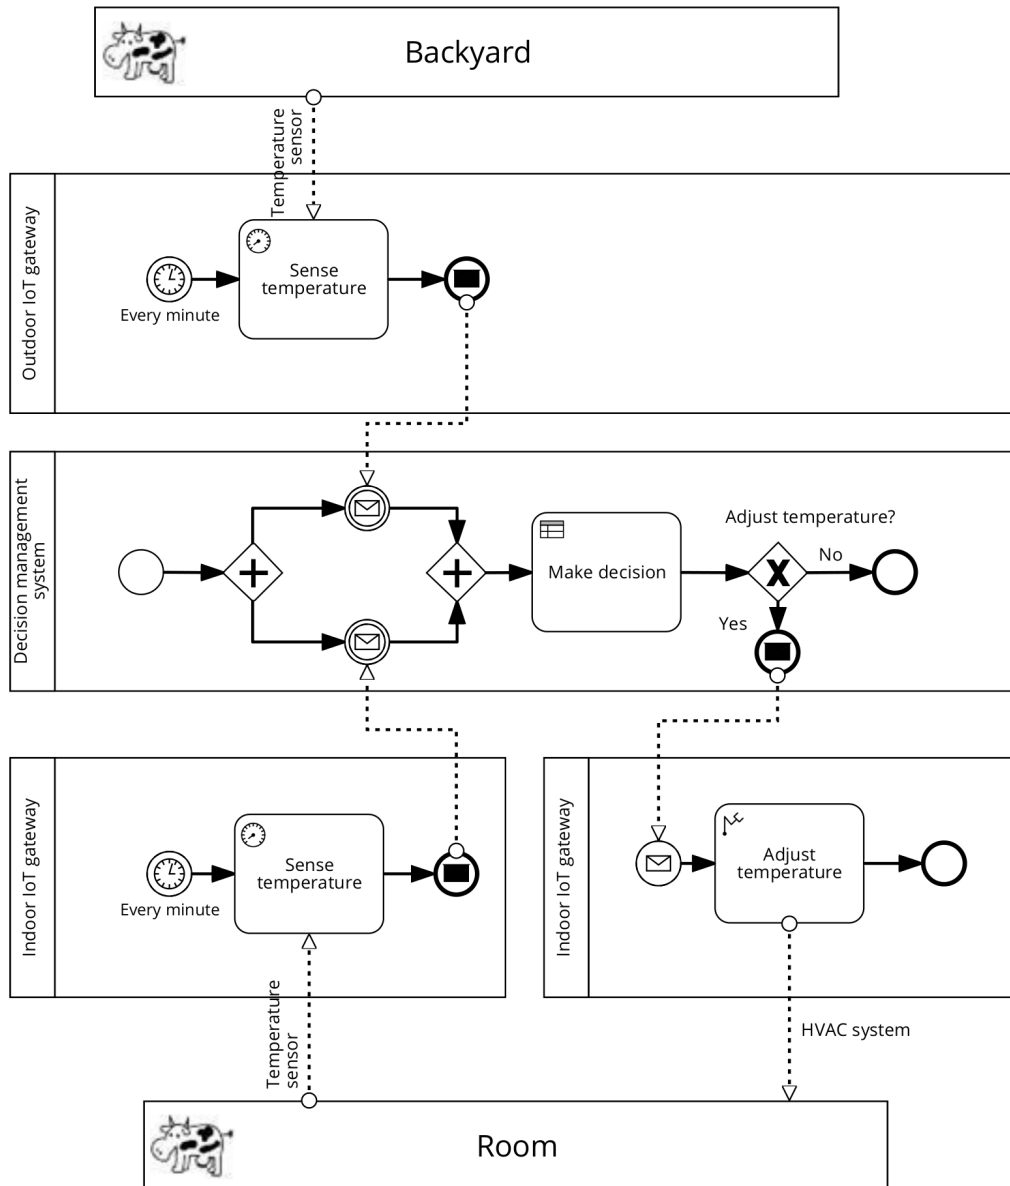 Backyard
Temperature
sensor
Outdoor IoT gateway
Sense
temperature
Every minute
Decision management
system
Make decision
Adjust temperature?
No
Yes
Indoor IoT gateway
Sense
temperature
Every minute
Indoor IoT gateway
Adjust
temperature
Temperature
sensor
HVAC system
Room